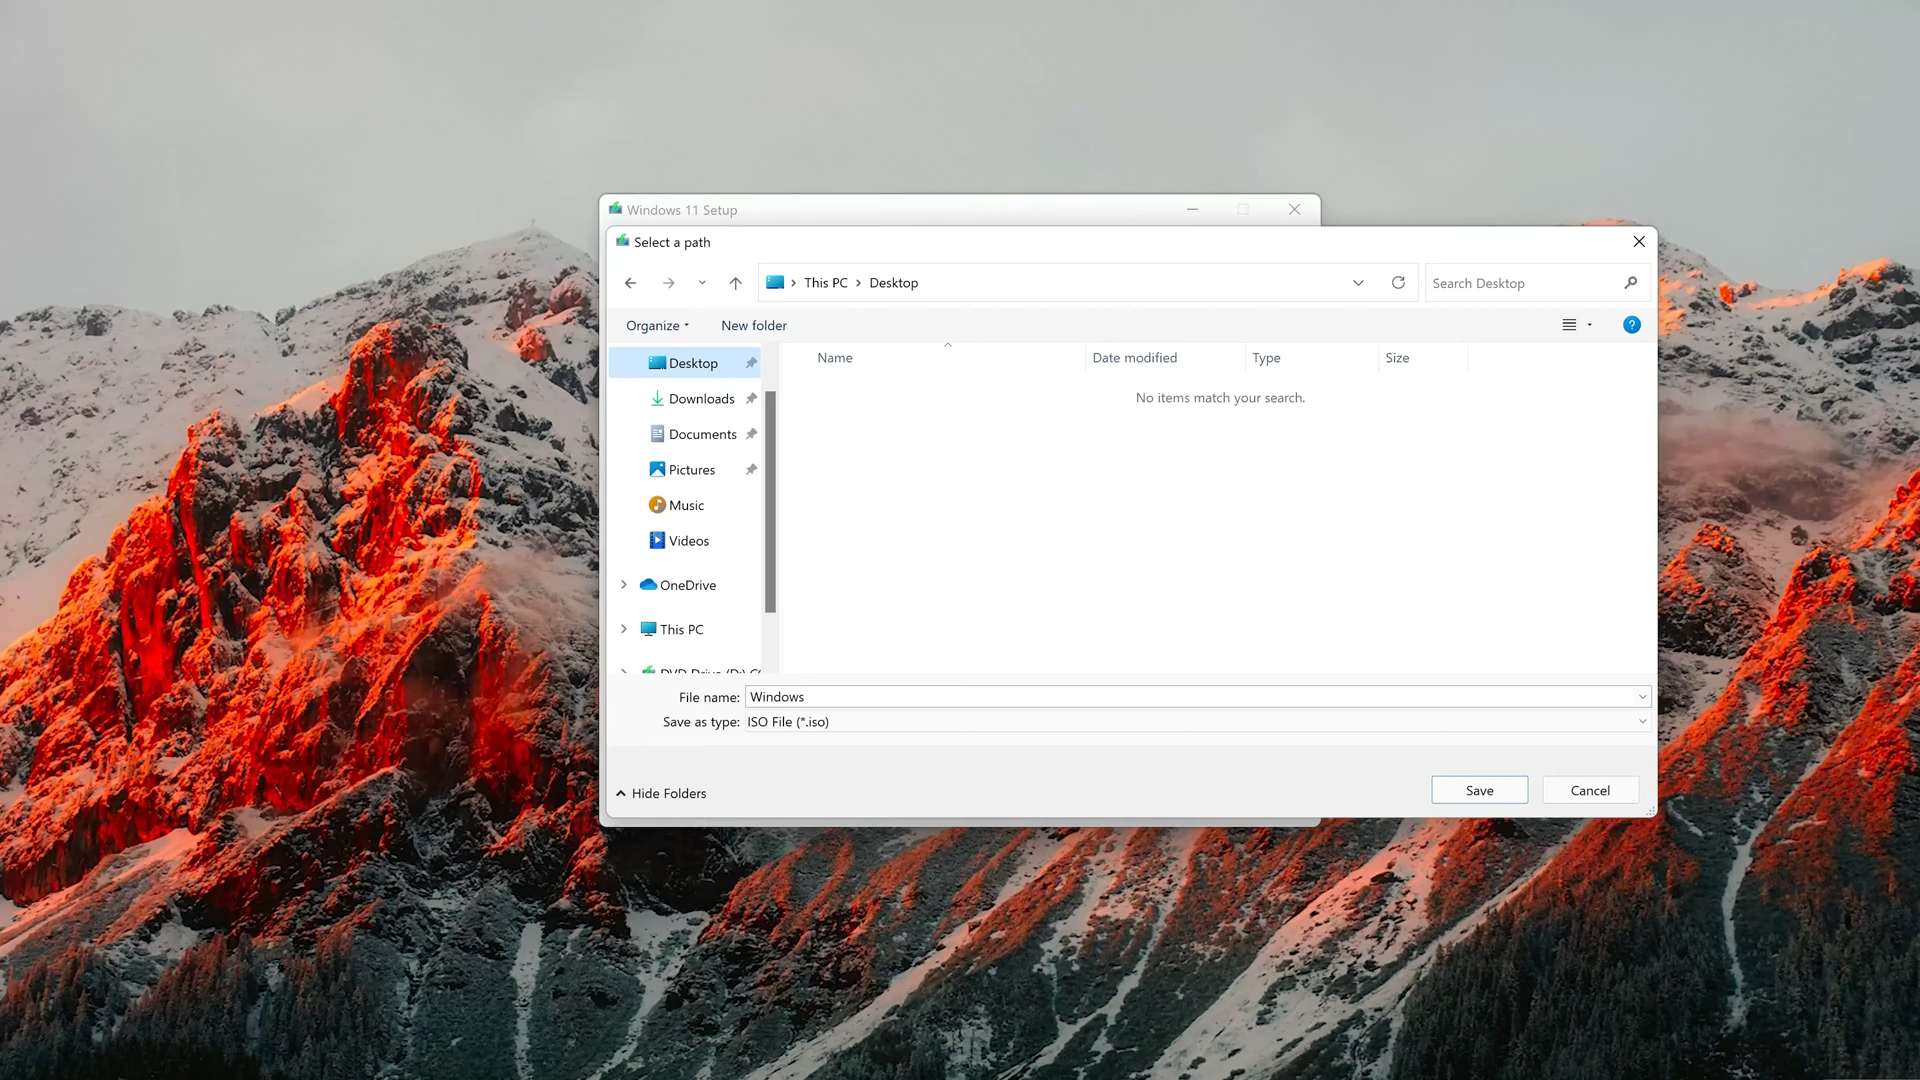 Windows 11 Setup
Select a path
This PC Desktop
Search Desktop
Organize
New folder
?
Name
Date modified
Type
Size
No items match your search.
Desktop
Downloads
Documents
Pictures
Music
Videos
OneDrive
This PC
DVD Drive (D:)
File name: Windows
Save as type: ISO File (*.iso)
Hide Folders
Save
Cancel